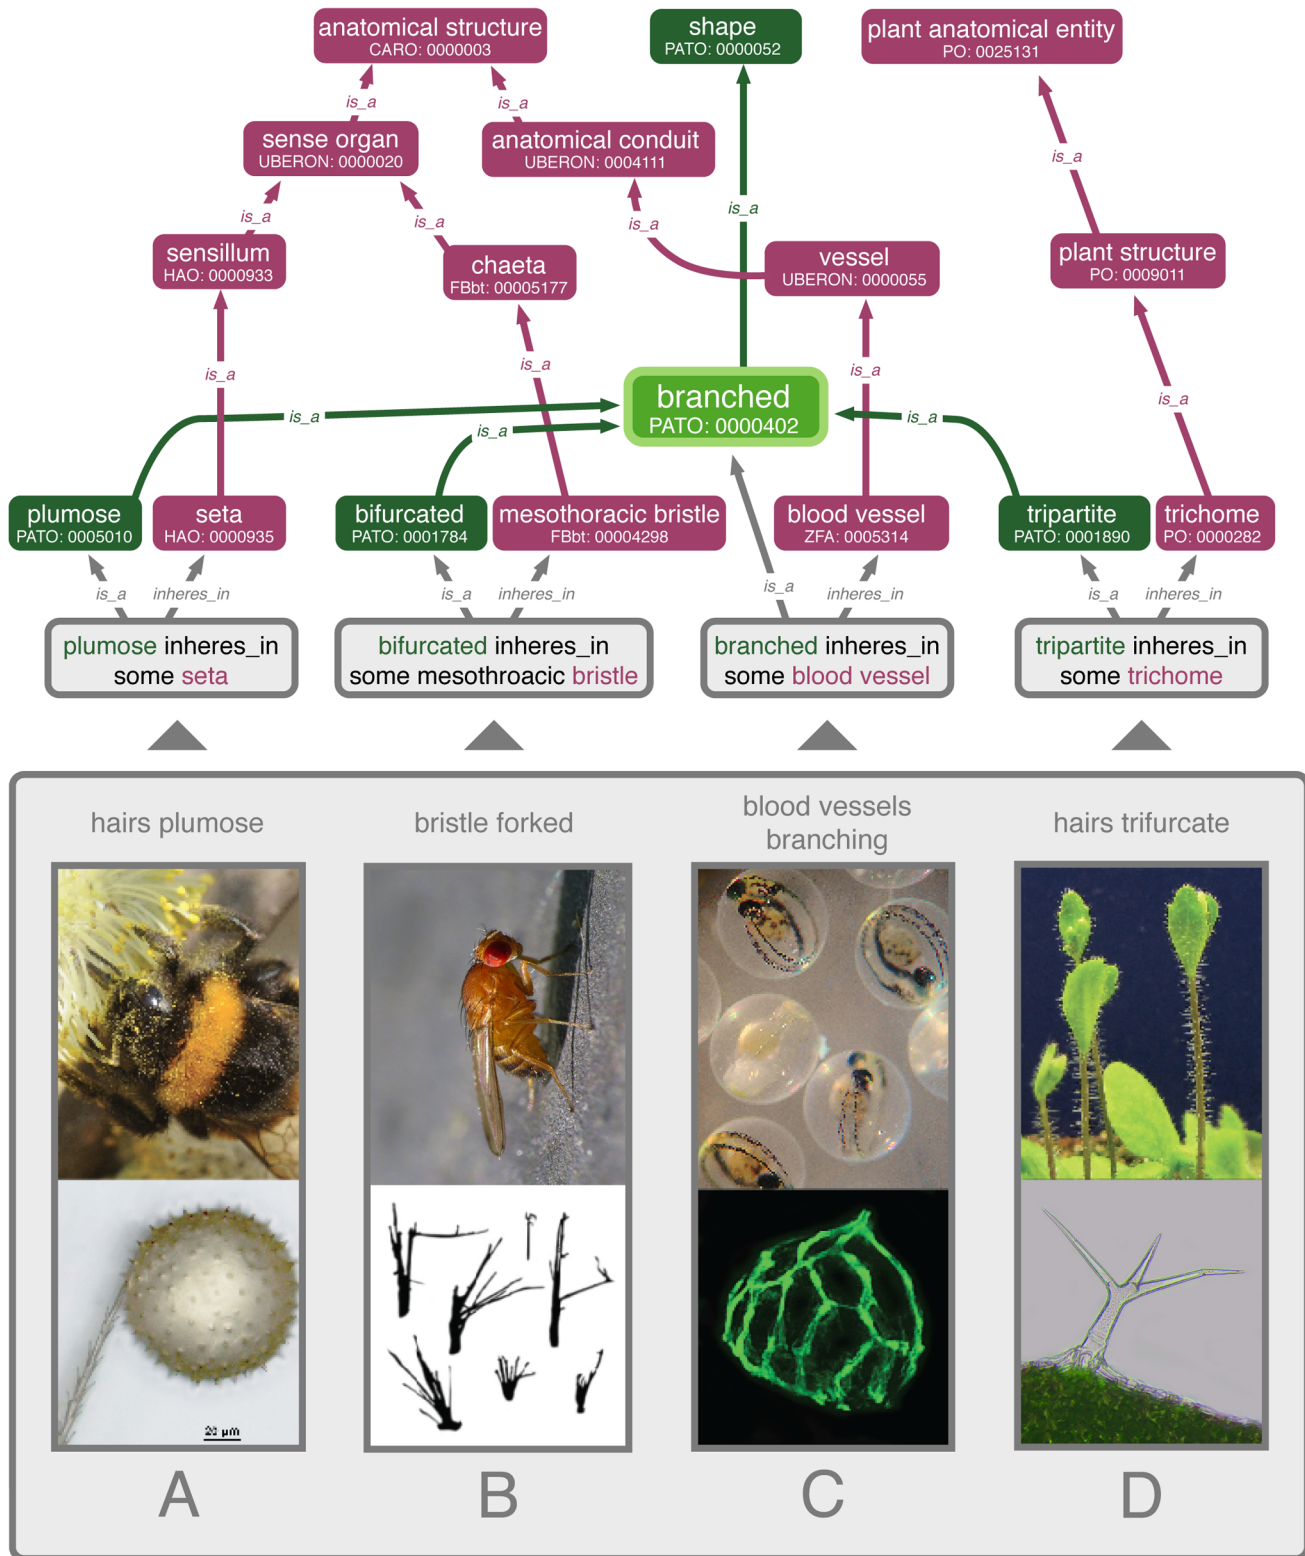 anatomical structure
CARO: 0000003
shape
PATO: 0000052
plant anatomical entity
PO: 0025131
is_a
is_a
sense organ
UBERON: 0000020
anatomical conduit
UBERON: 0004111
is_a
is_a
is_a
is_a
is_a
sensillum
HAO: 0000933
chaeta
FBbt: 00005177
vessel
UBERON: 0000055
plant structure
PO: 0009011
is_a
is_a
is_a
is_a
branched
PATO: 0000402
is_a
is_a
is_a
plumose
PATO: 0005010
seta
HAO: 0000935
bifurcated
PATO: 0001784
mesothoracic bristle
FBbt: 00004298
blood vessel
ZFA: 0005314
tripartite
PATO: 0001890
trichome
PO: 0000282
is_a
inheres_in
is_a
inheres_in
is_a
inheres_in
is_a
inheres_in
plumose inheres_in
some seta
bifurcated inheres_in
some mesothroacic bristle
branched inheres_in
some blood vessel
tripartite inheres_in
some trichome
hairs plumose
bristle forked
blood vessels
branching
hairs trifurcate
20 µm
A
B
C
D